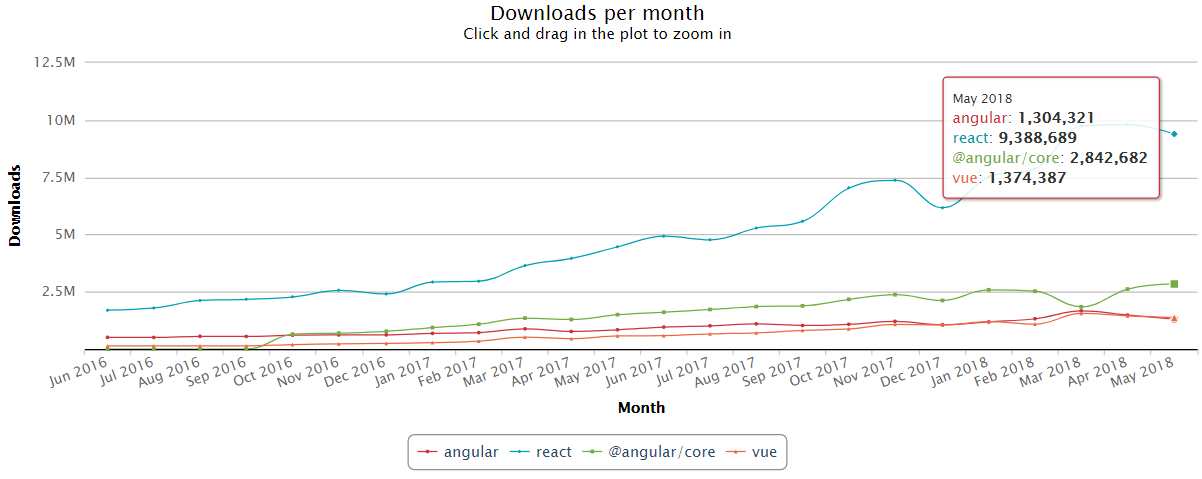 Downloads per month
Click and drag in the plot to zoom in
12.5M
10M
7.5M
5M
2.5M
Downloads
May 2018
angular: 1,304,321
react: 9,388,689
@angular/core: 2,842,682
vue: 1,374,387
Jun 2016 Jul 2016 Aug 2016 Sep 2016 Oct 2016 Nov 2016 Dec 2016 Jan 2017 Feb 2017 Mar 2017 Apr 2017 May 2017 Jun 2017 Jul 2017 Aug 2017 Sep 2017 Oct 2017 Nov 2017 Dec 2017 Jan 2018 Feb 2018 Mar 2018 Apr 2018 May 2018
Month
angular react @angular/core vue